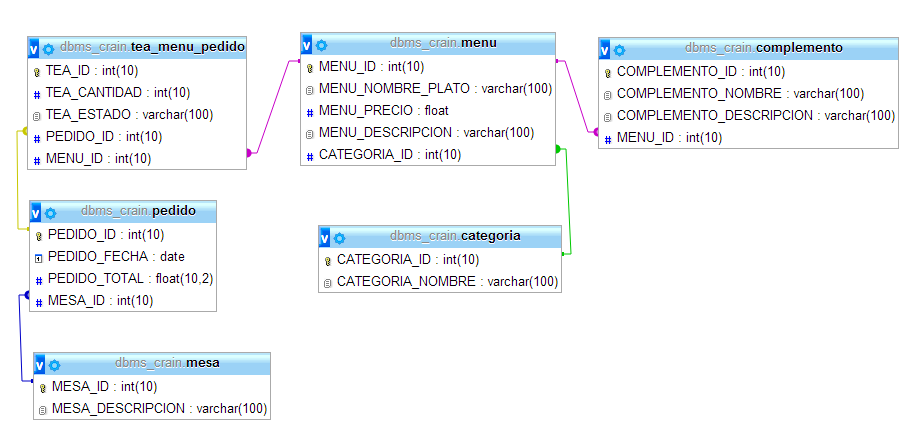 v dbms_crain.tea_menu_pedido
TEA_ID : int(10)
# TEA_CANTIDAD : int(10)
TEA_ESTADO : varchar(100)
# PEDIDO_ID : int(10)
# MENU_ID : int(10)
v dbms_crain.menu
MENU_ID : int(10)
MENU_NOMBRE_PLATO : varchar(100)
# MENU_PRECIO : float
MENU_DESCRIPCION : varchar(100)
# CATEGORIA_ID : int(10)
v dbms_crain.complemento
COMPLEMENTO_ID : int(10)
COMPLEMENTO_NOMBRE : varchar(100)
COMPLEMENTO_DESCRIPCION : varchar(100)
# MENU_ID : int(10)
v dbms_crain.pedido
PEDIDO_ID : int(10)
PEDIDO_FECHA : date
# PEDIDO_TOTAL : float(10,2)
# MESA_ID : int(10)
v dbms_crain.categoria
CATEGORIA_ID : int(10)
CATEGORIA_NOMBRE : varchar(100)
v dbms_crain.mesa
MESA_ID : int(10)
MESA_DESCRIPCION : varchar(100)